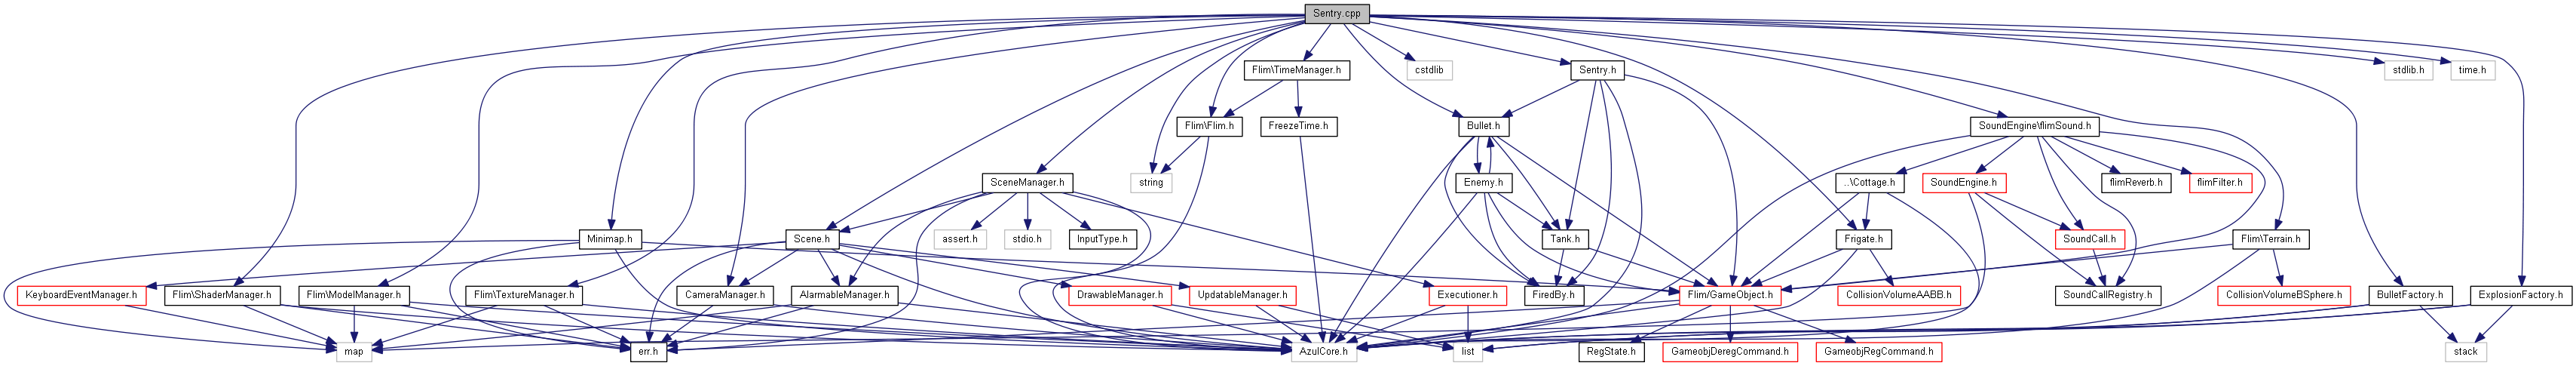 Sentry.cpp
Flim\TimeManager.h
cstdlib
Sentry.h
stdlib.h
time.h
Flim\Flim.h
FreezeTime.h
Bullet.h
SoundEngine\flimSound.h
SceneManager.h
string
Enemy.h
..\Cottage.h
SoundEngine.h
flimReverb.h
flimFilter.h
Minimap.h
Scene.h
assert.h
stdio.h
InputType.h
Tank.h
Frigate.h
SoundCall.h
Flim\Terrain.h
KeyboardEventManager.h
Flim\ShaderManager.h
Flim\ModelManager.h
Flim\TextureManager.h
CameraManager.h
AlarmableManager.h
DrawableManager.h
UpdatableManager.h
Executioner.h
FiredBy.h
Flim/GameObject.h
CollisionVolumeAABB.h
SoundCallRegistry.h
CollisionVolumeBSphere.h
BulletFactory.h
ExplosionFactory.h
map
err.h
AzulCore.h
list
RegState.h
GameobjDeregCommand.h
GameobjRegCommand.h
stack